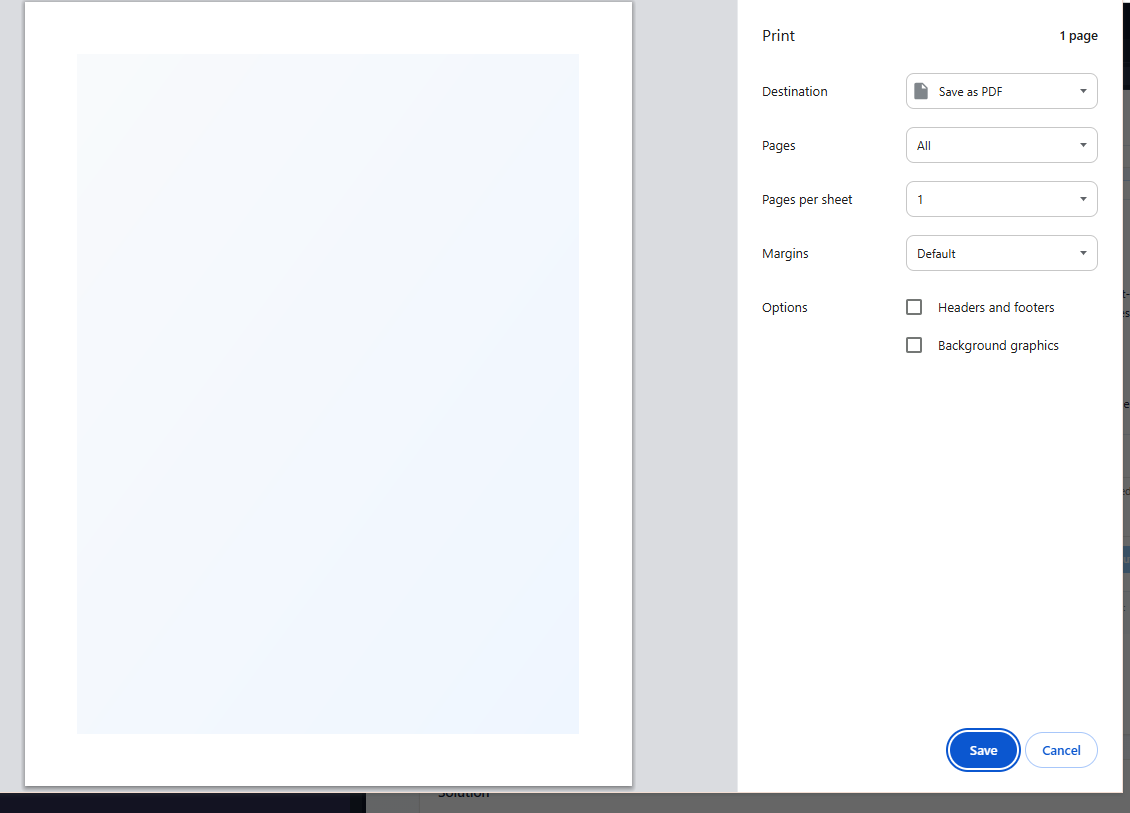 Print
1 page
Destination
Save as PDF
Pages
All
Pages per sheet
1
Margins
Default
Options
Headers and footers
Background graphics
Save
Cancel
Solution